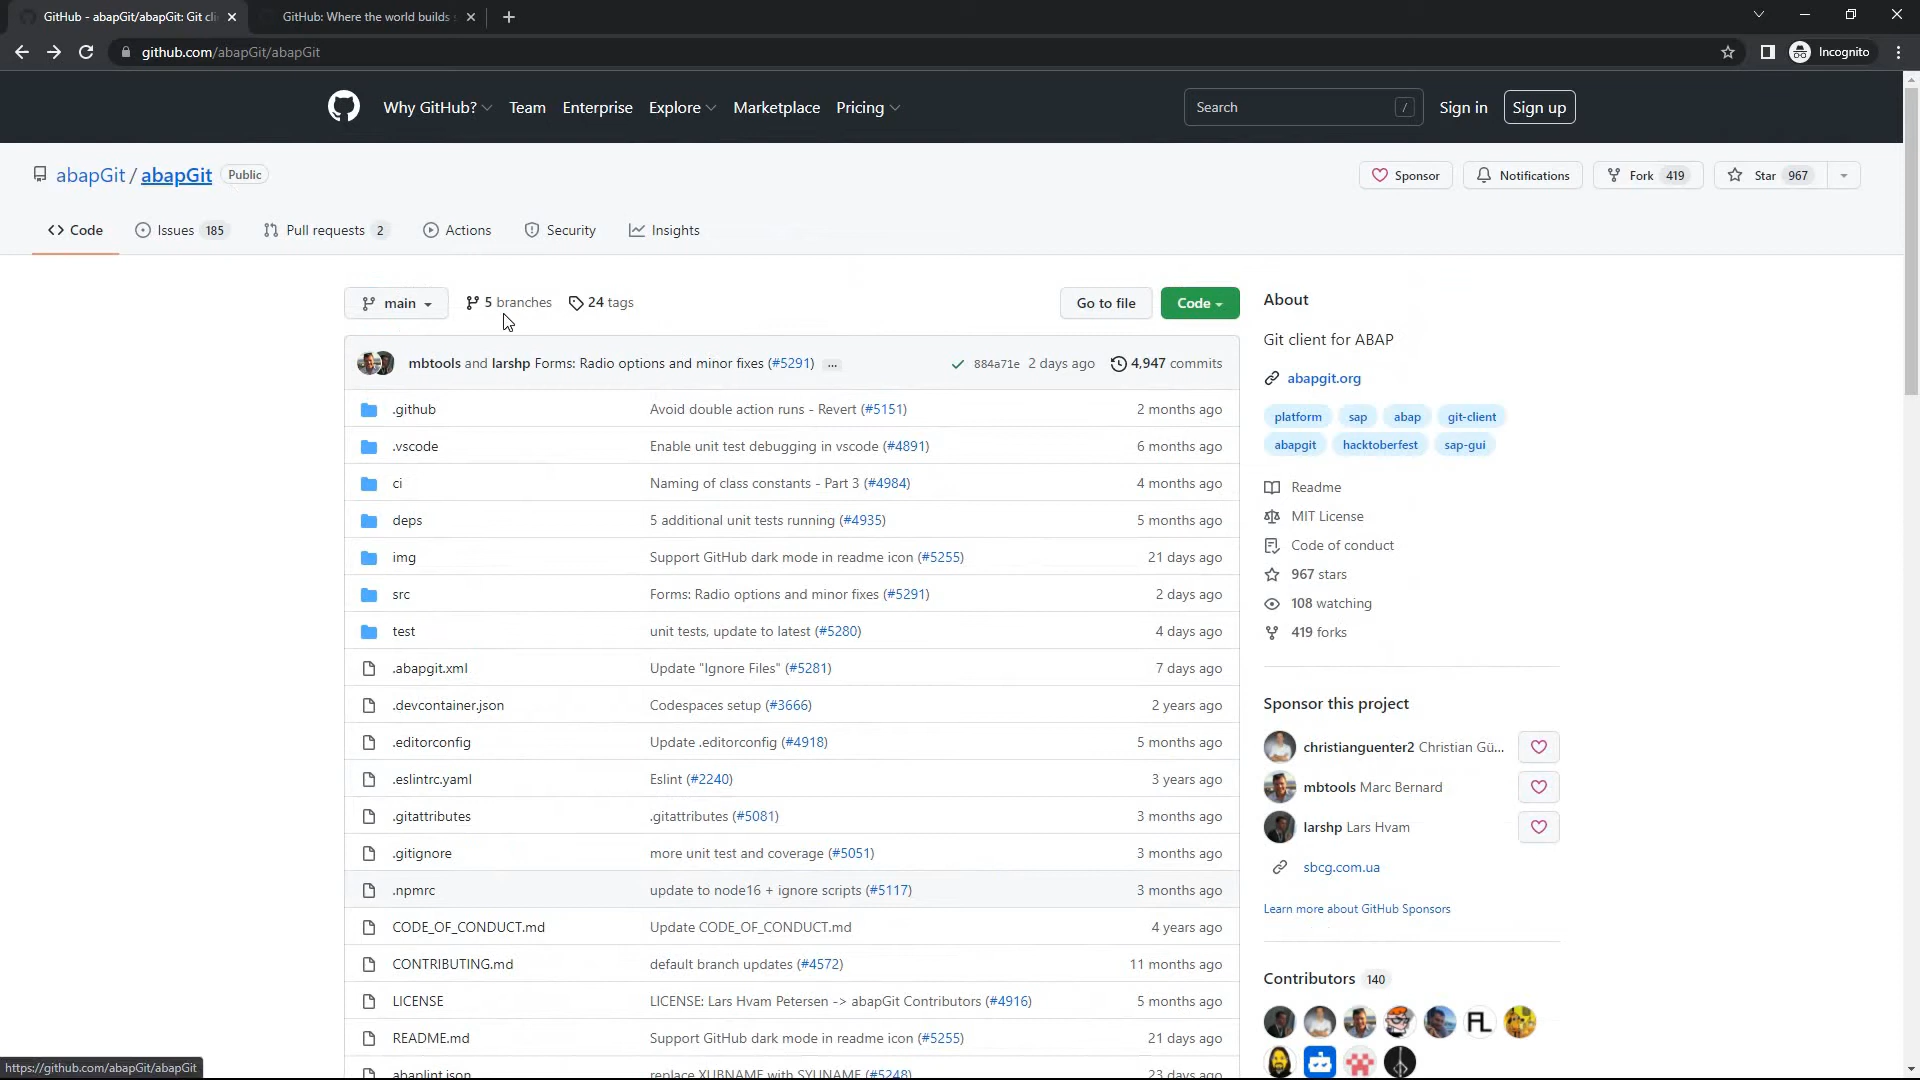 GitHub - abapGit/abapGit: Git cli
GitHub: Where the world builds s
github.com/abapGit/abapGit
Incognito
Why GitHub?
Team
Enterprise
Explore
Marketplace
Pricing
Search /
Sign in
Sign up
abapGit / abapGit Public
Sponsor
Notifications
Fork 419
Star 967
Code
Issues 185
Pull requests 2
Actions
Security
Insights
main
5 branches
24 tags
Go to file
Code
mbtools and larshp Forms: Radio options and minor fixes (#5291) ... 884a71e 2 days ago 4,947 commits
.github Avoid double action runs - Revert (#5151) 2 months ago
.vscode Enable unit test debugging in vscode (#4891) 6 months ago
ci Naming of class constants - Part 3 (#4984) 4 months ago
deps 5 additional unit tests running (#4935) 5 months ago
img Support GitHub dark mode in readme icon (#5255) 21 days ago
src Forms: Radio options and minor fixes (#5291) 2 days ago
test unit tests, update to latest (#5280) 4 days ago
.abapgit.xml Update "Ignore Files" (#5281) 7 days ago
.devcontainer.json Codespaces setup (#3666) 2 years ago
.editorconfig Update .editorconfig (#4918) 5 months ago
.eslintrc.yaml Eslint (#2240) 3 years ago
.gitattributes .gitattributes (#5081) 3 months ago
.gitignore more unit test and coverage (#5051) 3 months ago
.npmrc update to node16 + ignore scripts (#5117) 3 months ago
CODE_OF_CONDUCT.md Update CODE_OF_CONDUCT.md 4 years ago
CONTRIBUTING.md default branch updates (#4572) 11 months ago
LICENSE LICENSE: Lars Hvam Petersen -> abapGit Contributors (#4916) 5 months ago
README.md Support GitHub dark mode in readme icon (#5255) 21 days ago
abaplint.json replace XUBNAME with SYUNAME (#5248) 23 days ago
About
Git client for ABAP
abapgit.org
platform sap abap git-client
abapgit hacktoberfest sap-gui
Readme
MIT License
Code of conduct
967 stars
108 watching
419 forks
Sponsor this project
christianguenter2 Christian Gü...
mbtools Marc Bernard
larshp Lars Hvam
sbcg.com.ua
Learn more about GitHub Sponsors
Contributors 140
FL
https://github.com/abapGit/abapGit